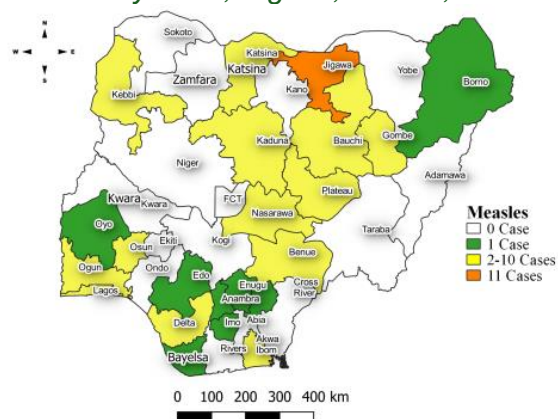 N
W E
S
Sokoto
Katsina
Katsina
Zamfara
Jigawa
Yobe
Borno
Kebbi
Kano
Kaduna
Bauchi
Gombe
Niger
Adamawa
Plateau
Kwara
Kwara
FCT
Nasarawa
Taraba
Oyo
Ekiti
Kogi
Osun
Benue
Ogun
Ondo
Edo
Enugu
Cross
River
Lagos
Anambra
Delta
Imo
Abia
Bayelsa
Rivers
Akwa
Ibom
Measles
0 Case
1 Case
2-10 Cases
11 Cases
0 100 200 300 400 km